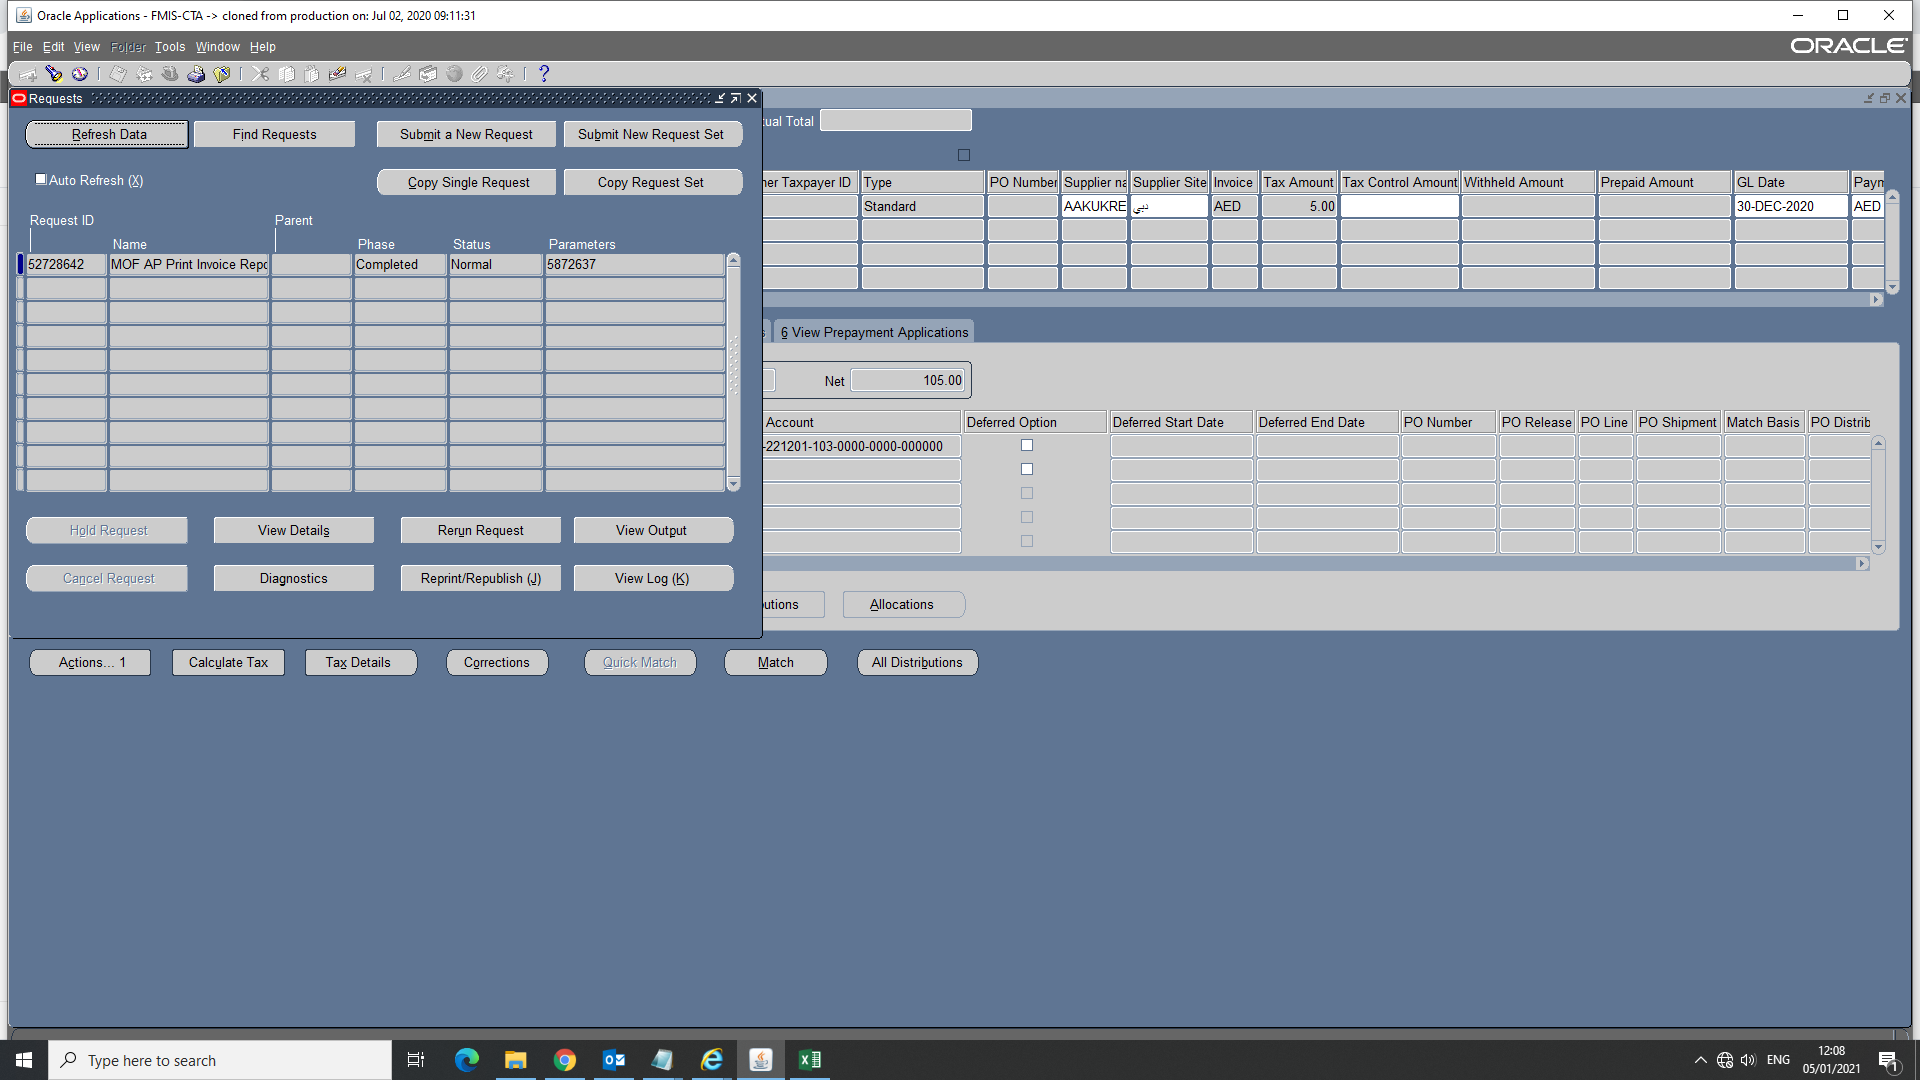 Oracle Applications - FMIS-CTA -> cloned from production on: Jul 02, 2020 09:11:31
File Edit View Folder Tools Window Help
ORACLE
Requests
Refresh Data Find Requests Submit a New Request Submit New Request Set
Auto Refresh (X)
Copy Single Request Copy Request Set
Request ID Parent
Name Phase Status Parameters
52728642 MOF AP Print Invoice Repo Completed Normal 5872637
Hold Request View Details Rerun Request View Output
Cancel Request Diagnostics Reprint/Republish (J) View Log (K)
ual Total
er Taxpayer ID Type PO Number Supplier na Supplier Site Invoice Tax Amount Tax Control Amount Withheld Amount Prepaid Amount GL Date Paym
Standard AAKUKRE دبي AED 5.00 30-DEC-2020 AED
s 6 View Prepayment Applications
Net 105.00
Account Deferred Option Deferred Start Date Deferred End Date PO Number PO Release PO Line PO Shipment Match Basis PO Distrib
-221201-103-0000-0000-000000
butions Allocations
Actions... 1 Calculate Tax Tax Details Corrections Quick Match Match All Distributions
Type here to search
ENG
12:08
05/01/2021
1